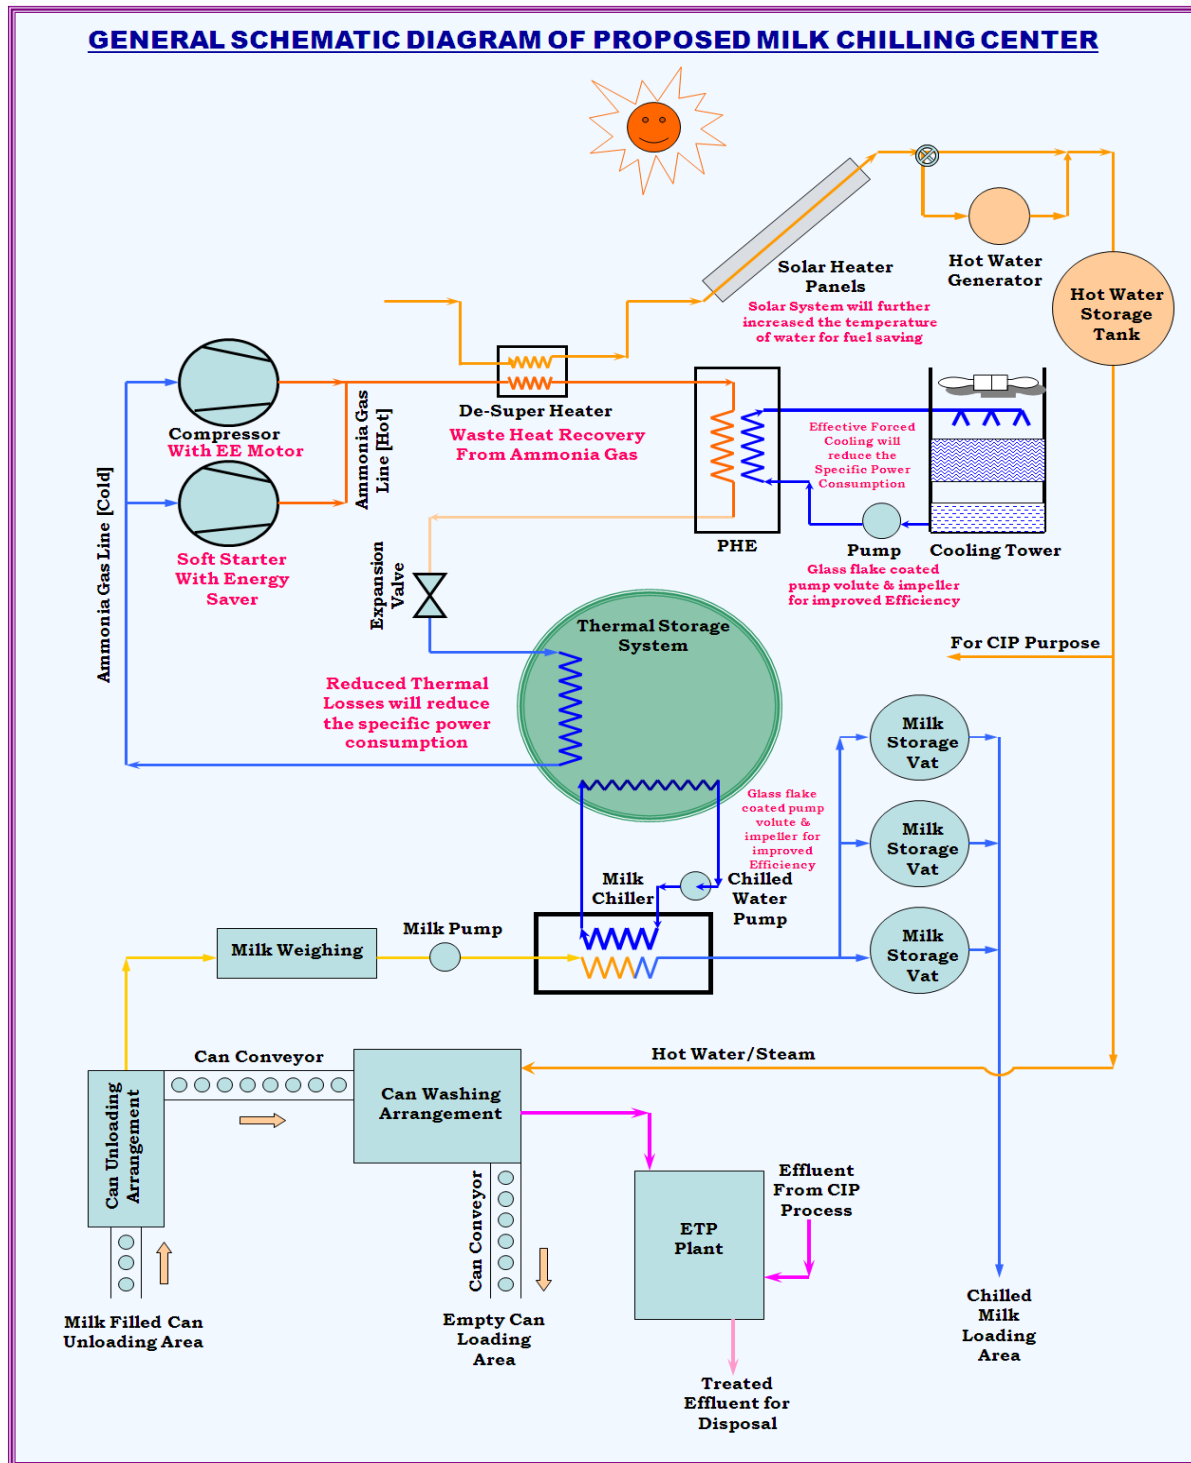 GENERAL SCHEMATIC DIAGRAM OF PROPOSED MILK CHILLING CENTER
Hot Water
Generator
Solar Heater
Panels
Solar System will further
increased the temperature
of water for fuel saving
Hot Water
Storage
Tank
Compressor
With EE Motor
Ammonia Gas
Line [Hot]
De-Super Heater
Waste Heat Recovery
From Ammonia Gas
Effective Forced
Cooling will
reduce the
Specific Power
Consumption
Ammonia Gas Line [Cold]
Soft Starter
With Energy
Saver
PHE
Pump
Cooling Tower
Glass flake coated
pump volute & impeller
for improved Efficiency
Expansion
Valve
Thermal Storage
System
For CIP Purpose
Reduced Thermal
Losses will reduce
the specific power
consumption
Milk
Storage
Vat
Glass flake
coated pump
volute &
impeller for
improved
Efficiency
Milk
Storage
Vat
Milk
Chiller
Chilled
Water
Pump
Milk Weighing
Milk Pump
Milk
Storage
Vat
Can Conveyor
Hot Water/Steam
Can Unloading
Arrangement
Can Washing
Arrangement
Can Conveyor
Effluent
From CIP
Process
ETP
Plant
Milk Filled Can
Unloading Area
Empty Can
Loading
Area
Chilled
Milk
Loading
Area
Treated
Effluent for
Disposal